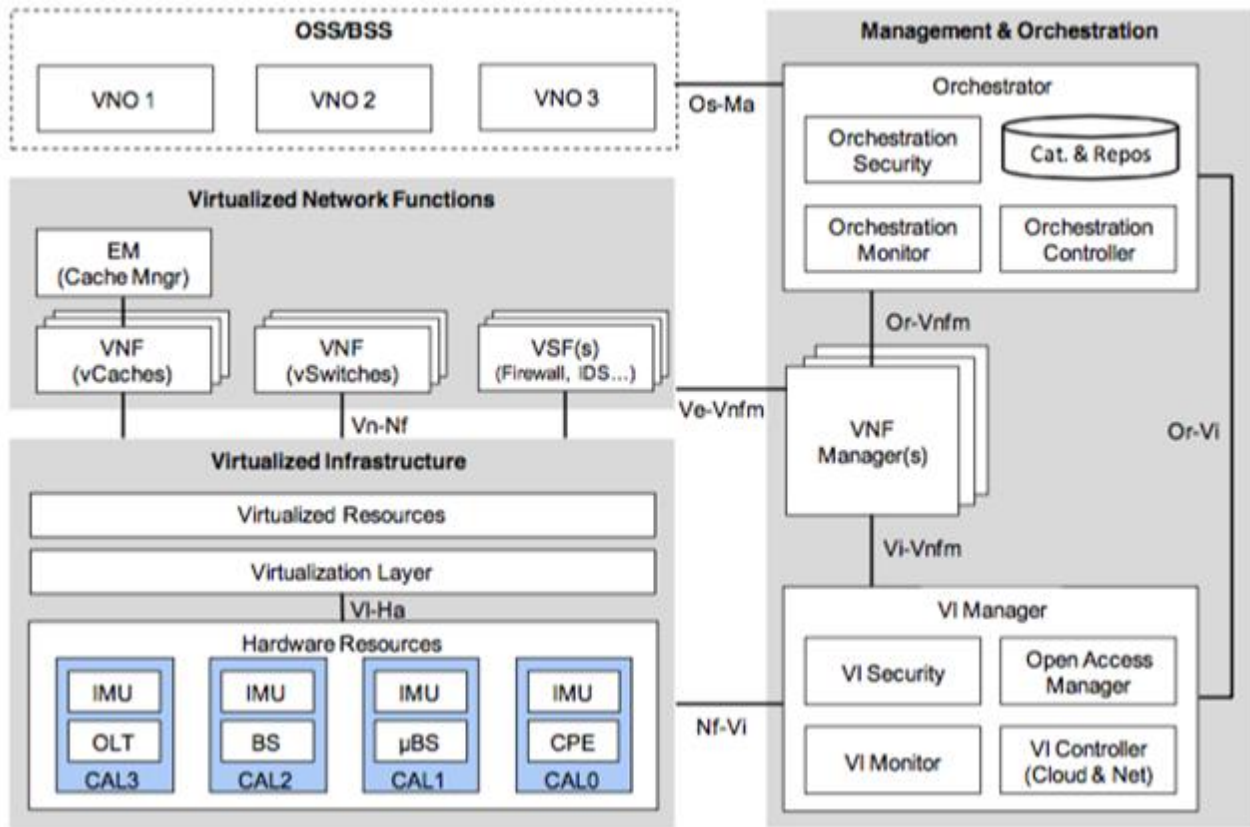 OSS/BSS
VNO 1
VNO 2
VNO 3
Os-Ma
Management & Orchestration
Orchestrator
Orchestration
Security
Cat. & Repos
Orchestration
Monitor
Orchestration
Controller
Virtualized Network Functions
EM
(Cache Mngr)
VNF
(vCaches)
VNF
(vSwitches)
VSF(s)
(Firewall, IDS...)
Or-Vnfm
Ve-Vnfm
VNF
Manager(s)
Or-Vi
Vn-Nf
Virtualized Infrastructure
Virtualized Resources
Virtualization Layer
VI-Ha
Hardware Resources
IMU
OLT
CAL3
IMU
BS
CAL2
IMU
µBS
CAL1
IMU
CPE
CAL0
Nf-Vi
Vi-Vnfm
VI Manager
VI Security
Open Access
Manager
VI Monitor
VI Controller
(Cloud & Net)